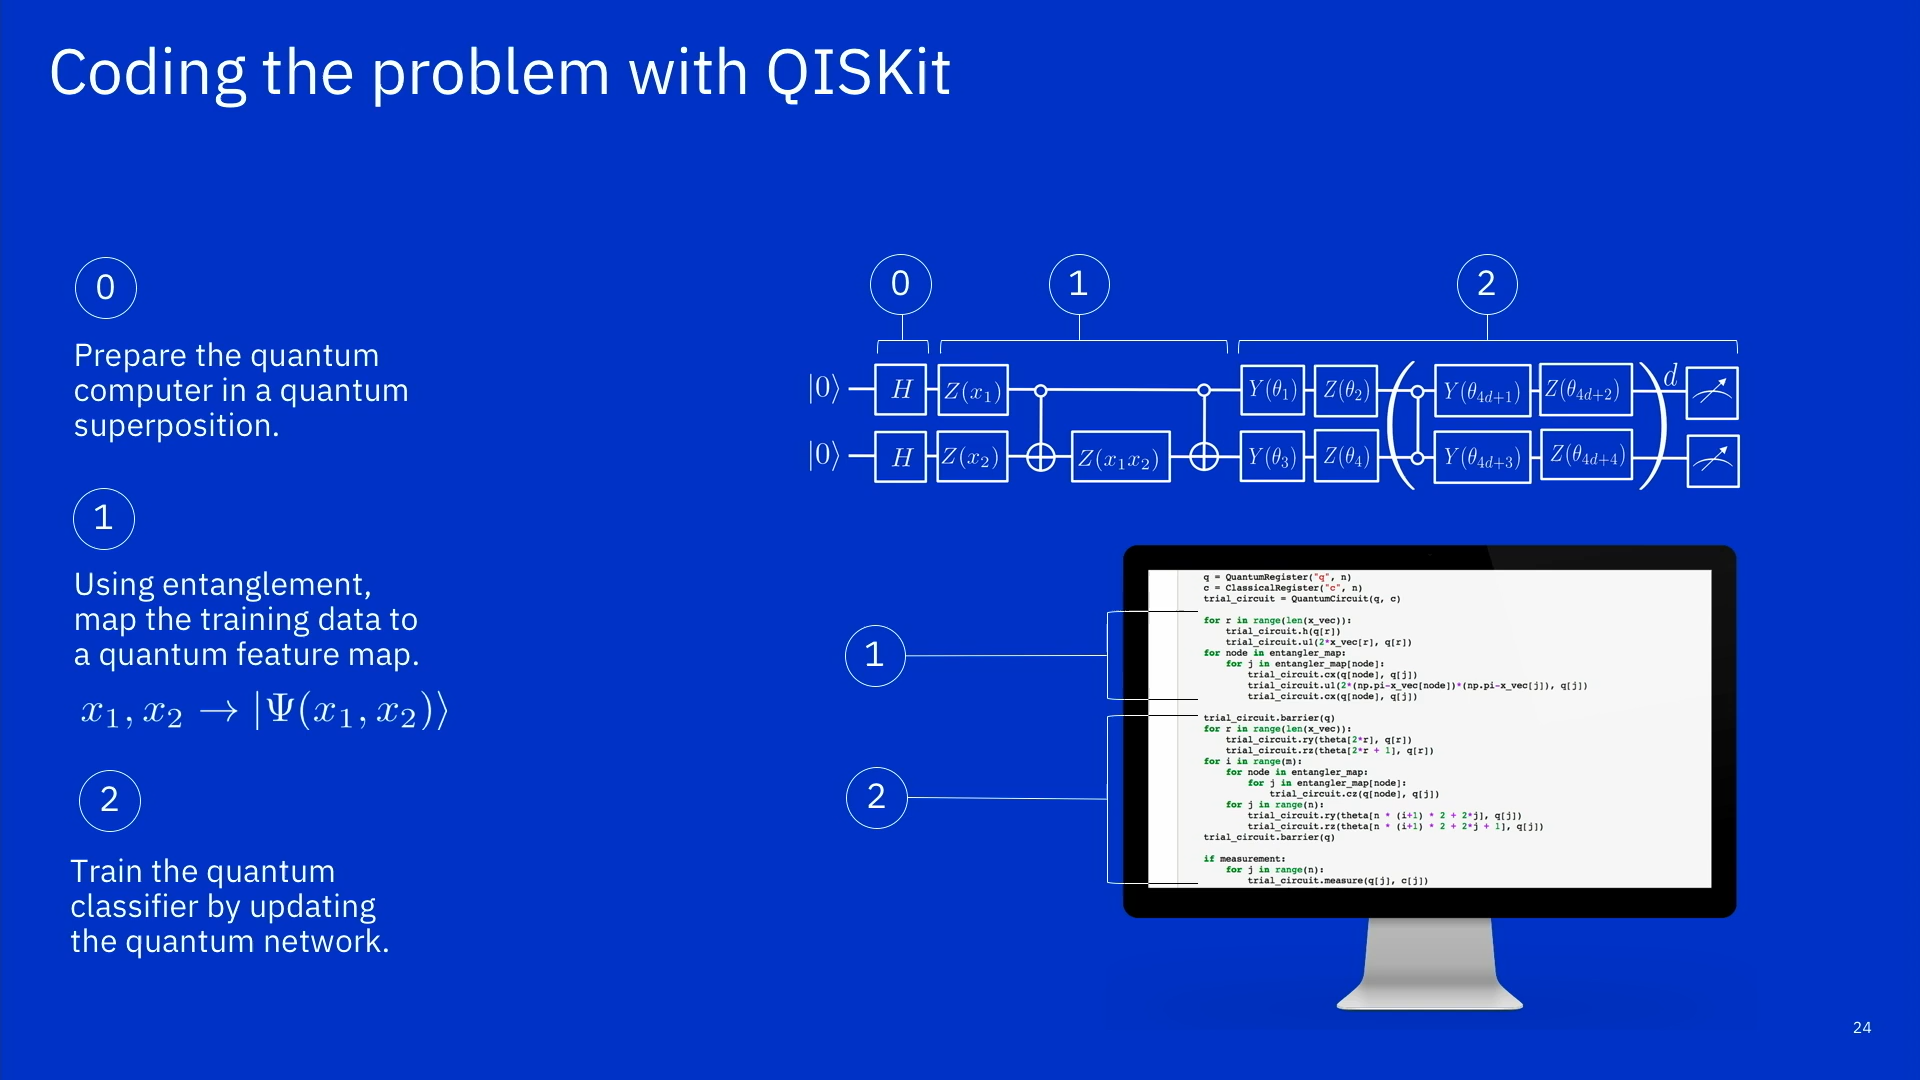 Coding the problem with QISKit
0
Prepare the quantum
computer in a quantum
superposition.
1
Using entanglement,
map the training data to
a quantum feature map.
x₁, x₂ → |Ψ(x₁, x₂)⟩
2
Train the quantum
classifier by updating
the quantum network.
0 1 2
|0⟩ H Z(x₁) Y(θ₁) Z(θ₂) ( Y(θ₄d₊₁) Z(θ₄d₊₂) ) d
|0⟩ H Z(x₂) Z(x₁x₂) Y(θ₃) Z(θ₄) Y(θ₄d₊₃) Z(θ₄d₊₄)
1
2
q = QuantumRegister("q", n)
c = ClassicalRegister("c", n)
trial_circuit = QuantumCircuit(q, c)
for r in range(len(x_vec)):
trial_circuit.h(q[r])
trial_circuit.u1(2*x_vec[r], q[r])
for node in entangler_map:
for j in entangler_map[node]:
trial_circuit.cx(q[node], q[j])
trial_circuit.u1(2*(np.pi-x_vec[node])*(np.pi-x_vec[j]), q[j])
trial_circuit.cx(q[node], q[j])
trial_circuit.barrier(q)
for r in range(len(x_vec)):
trial_circuit.ry(theta[2*r], q[r])
trial_circuit.rz(theta[2*r + 1], q[r])
for i in range(m):
for node in entangler_map:
for j in entangler_map[node]:
trial_circuit.cz(q[node], q[j])
for j in range(n):
trial_circuit.ry(theta[n * (i+1) * 2 + 2*j], q[j])
trial_circuit.rz(theta[n * (i+1) * 2 + 2*j + 1], q[j])
trial_circuit.barrier(q)
if measurement:
for j in range(n):
trial_circuit.measure(q[j], c[j])
24